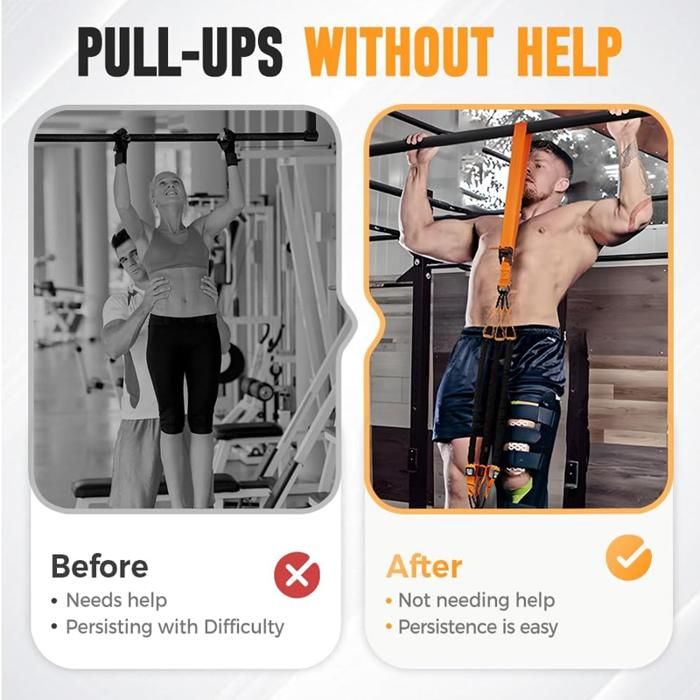 PULL-UPS WITHOUT HELP
Before
• Needs help
• Persisting with Difficulty
After
• Not needing help
• Persistence is easy